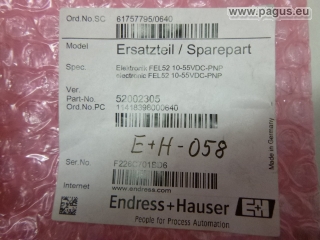 www.pagus.eu
Ord.No.SC 61757795/0640
Model Ersatzteil / Sparepart
Spec. Elektronik FEL52 10-55VDC-PNP
electronic FEL52 10-55VDC-PNP
Ver.
Part-No. 52002305
Ord.No.PC
E+H-058
Ser.No.
Internet www.endress.com
Endress+Hauser
People for Process Automation
Made in Germany